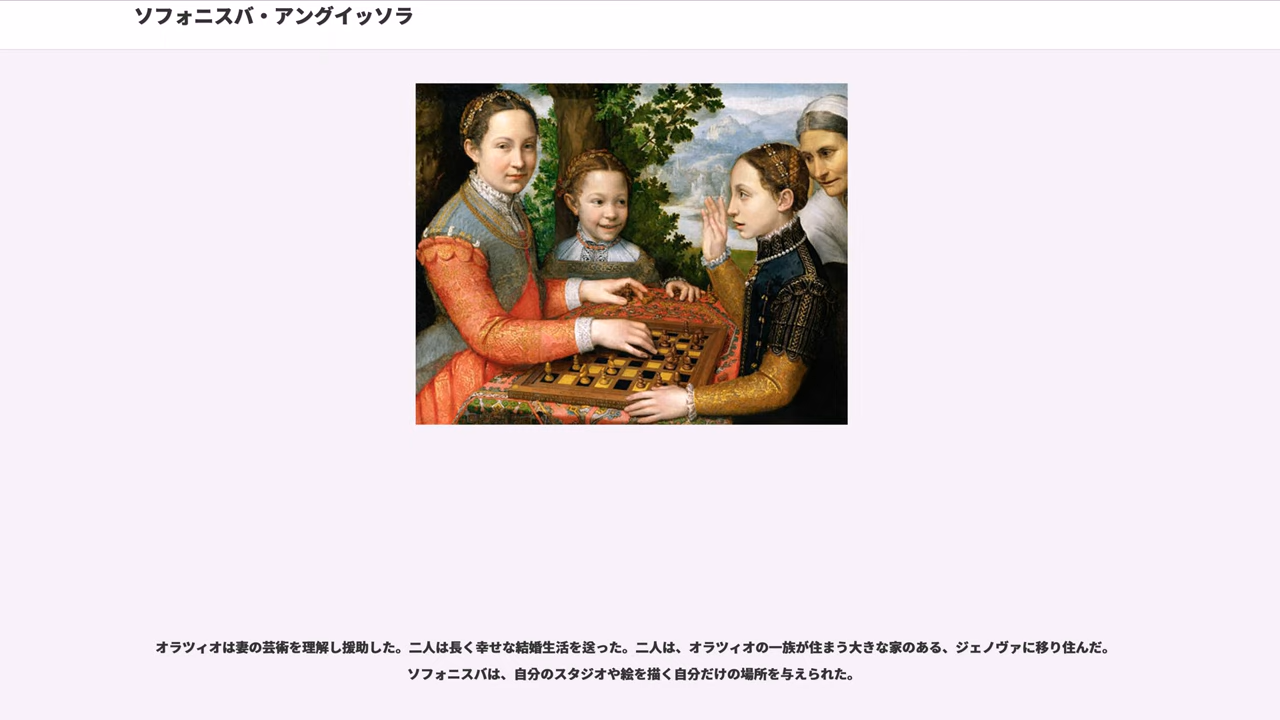 ソフォニスバ・アングイッソラ
オラツィオは妻の芸術を理解し援助した。二人は長く幸せな結婚生活を送った。二人は、オラツィオの一族が住まう大きな家のある、ジェノヴァに移り住んだ。
ソフォニスバは、自分のスタジオや絵を描く自分だけの場所を与えられた。